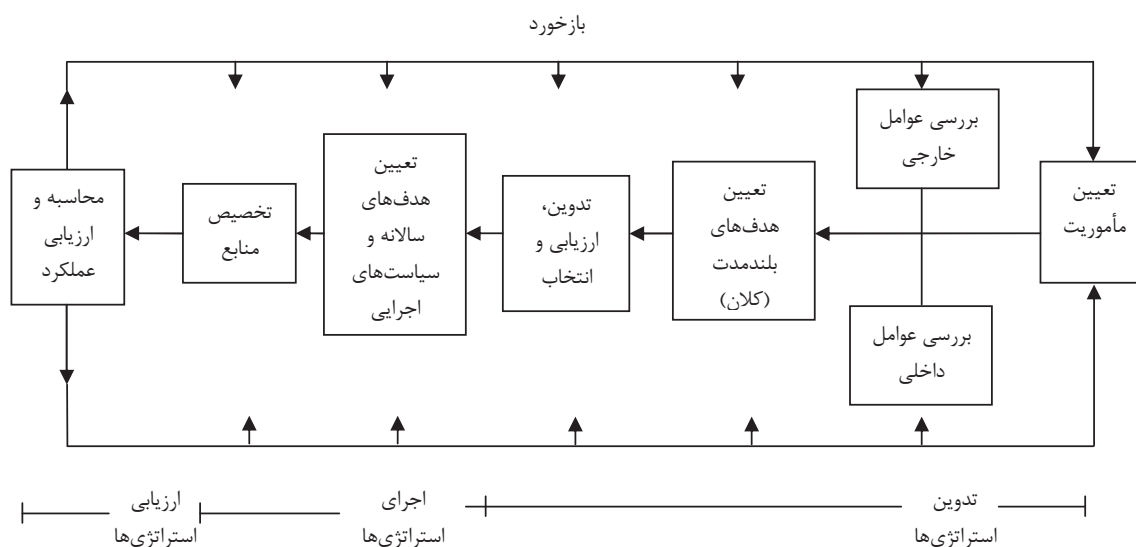 بازخورد
تعیین
مأموریت
بررسی عوامل
خارجی
بررسی عوامل
داخلی
تعیین
هدف‌های
بلندمدت
(کلان)
تدوین،
ارزیابی و
انتخاب
تعیین
هدف‌های
سالانه و
سیاست‌های
اجرایی
تخصیص
منابع
محاسبه و
ارزیابی
عملکرد
تدوین
استراتژی‌ها
اجرای
استراتژی‌ها
ارزیابی
استراتژی‌ها